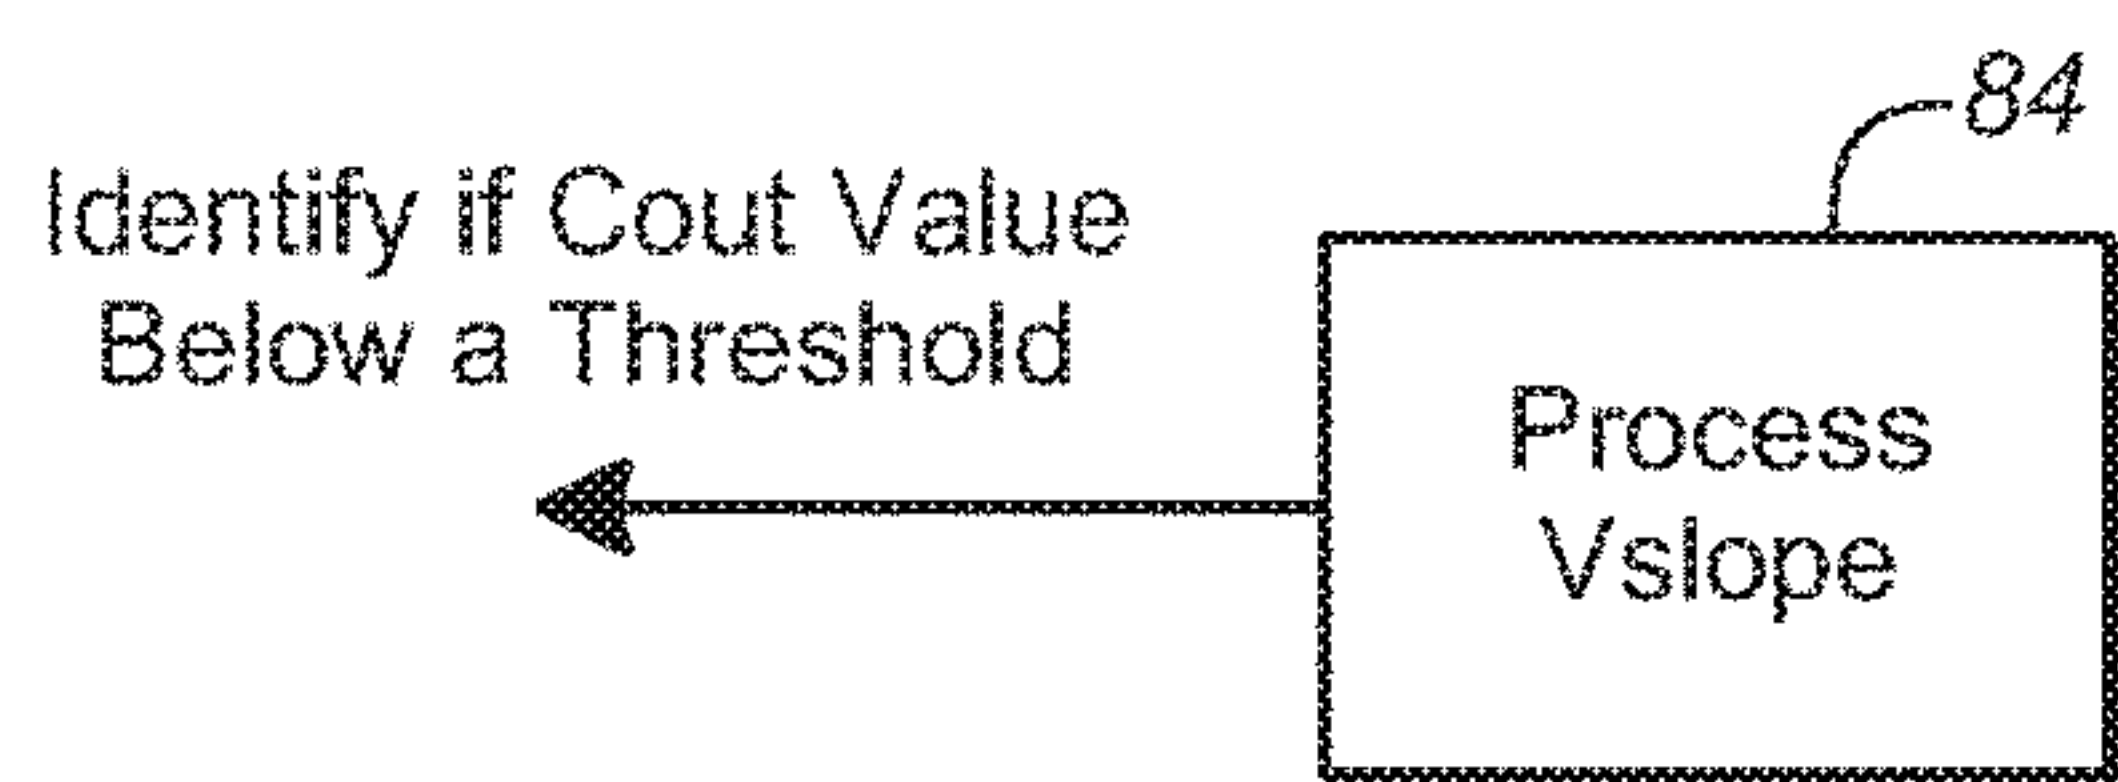 84
Identify if Cout Value
Below a Threshold
Process
Vslope